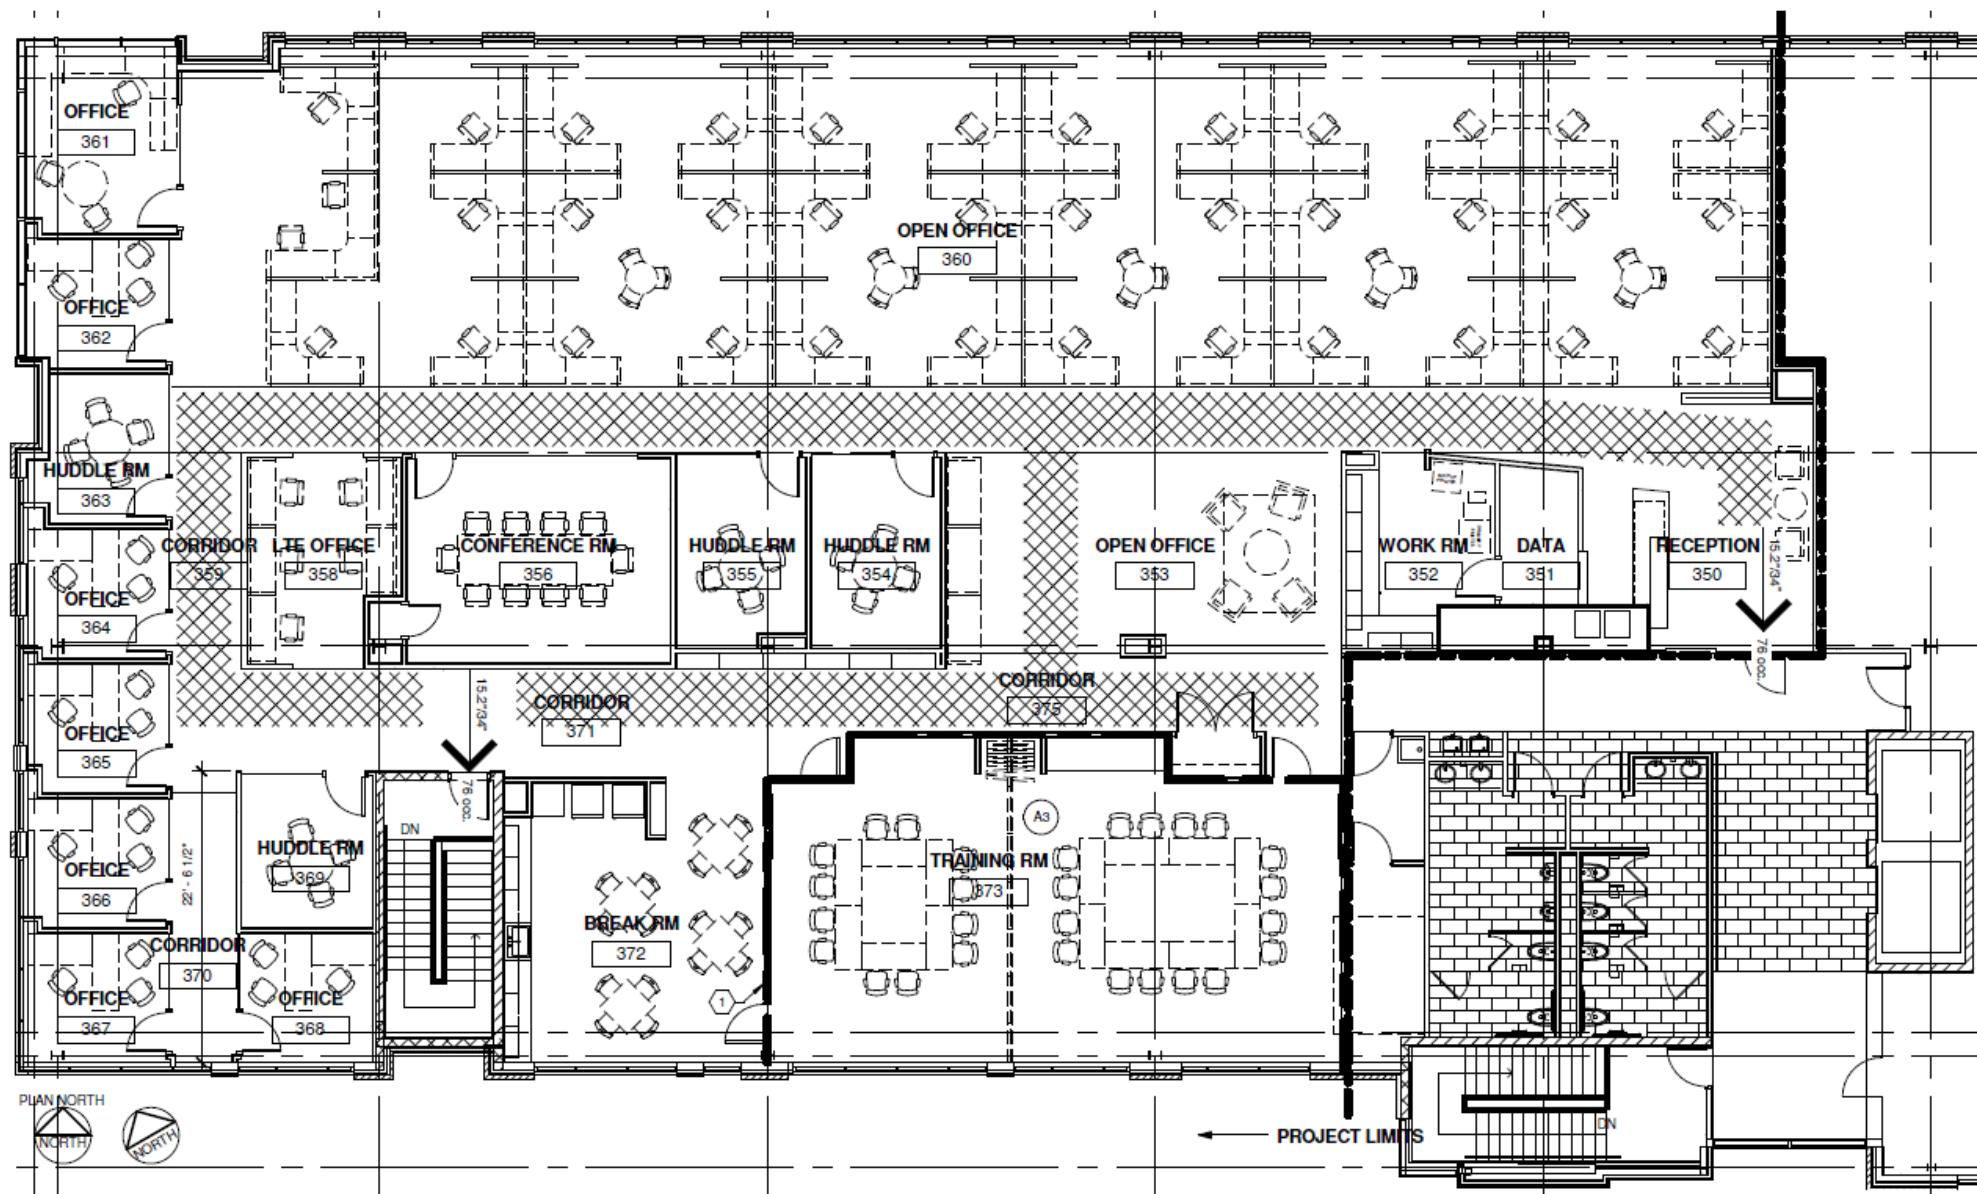 OFFICE
361
OFFICE
362
HUDDLE RM
363
OPEN OFFICE
360
CORRIDOR
359
LTE OFFICE
358
CONFERENCE RM
356
HUDDLE RM
355
HUDDLE RM
354
OPEN OFFICE
353
WORK RM
352
DATA
351
RECEPTION
350
15.2"/34"
76 occ.
OFFICE
364
OFFICE
365
CORRIDOR
371
15.2"/34"
76 occ.
CORRIDOR
375
OFFICE
366
22' - 6 1/2"
HUDDLE RM
369
DN
A3
TRAINING RM
373
BREAK RM
372
1
CORRIDOR
370
OFFICE
367
OFFICE
368
PLAN NORTH
NORTH
NORTH
PROJECT LIMITS
DN